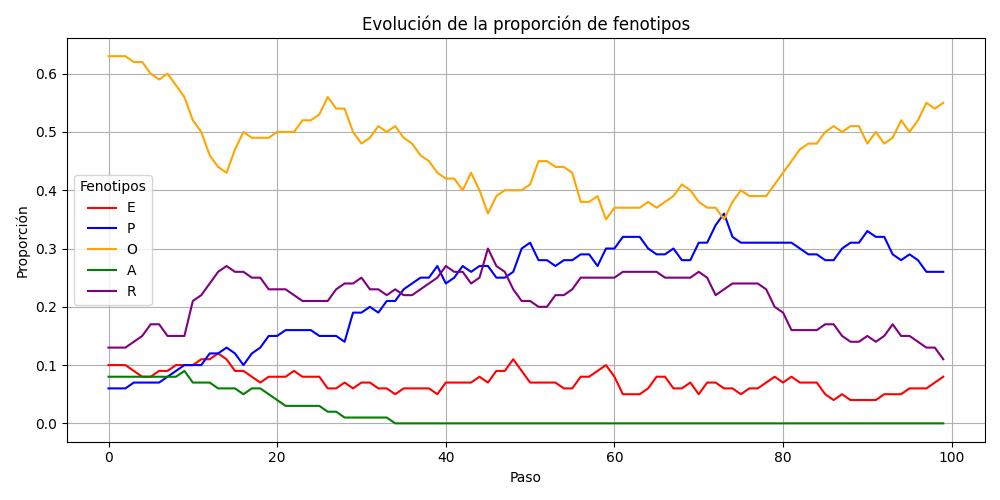 Evolución de la proporción de fenotipos
Proporción
0.6
0.5
0.4
0.3
0.2
0.1
0.0
Fenotipos
E
P
O
A
R
0 20 40 60 80 100
Paso